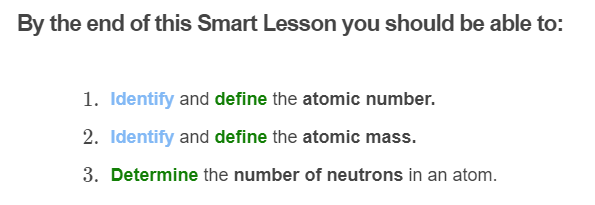 By the end of this Smart Lesson you should be able to:
1. Identify and define the atomic number.
2. Identify and define the atomic mass.
3. Determine the number of neutrons in an atom.